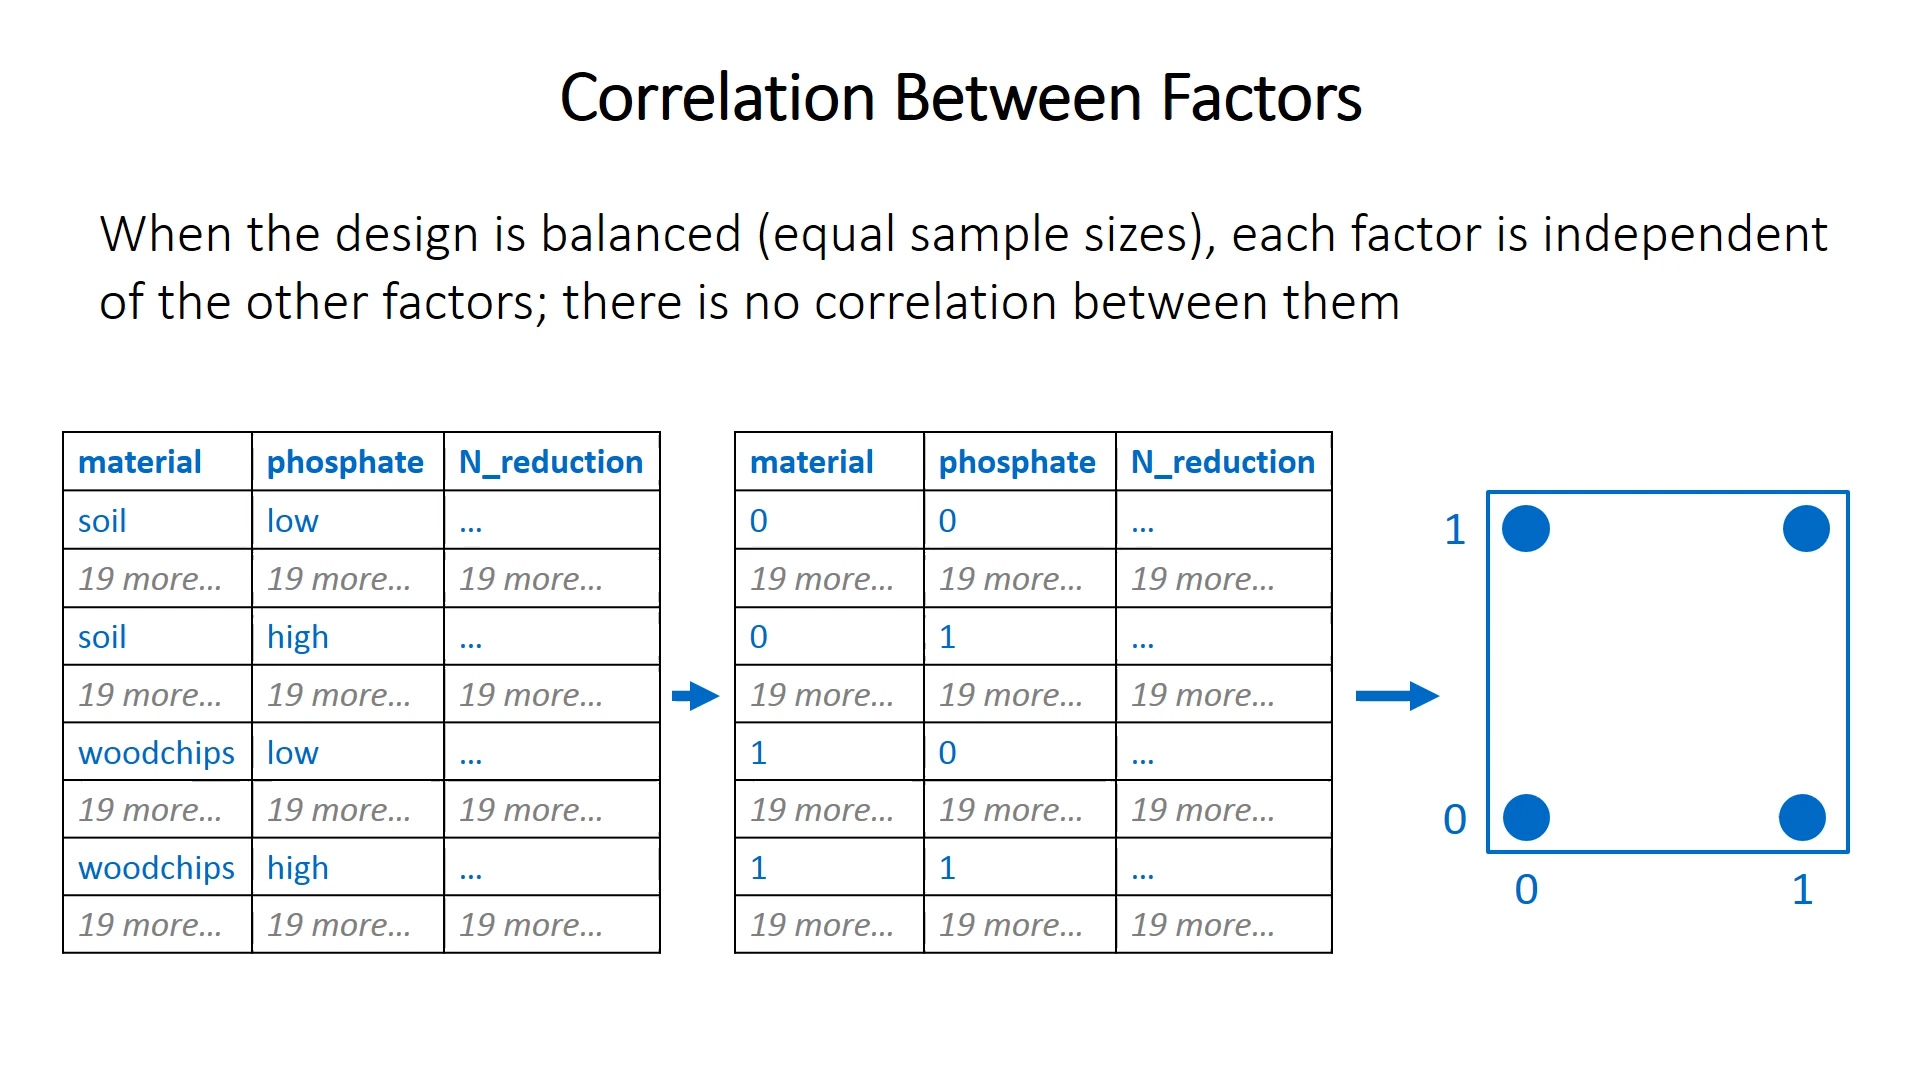 Correlation Between Factors
When the design is balanced (equal sample sizes), each factor is independent
of the other factors; there is no correlation between them
material phosphate N_reduction
soil low ...
19 more... 19 more... 19 more...
soil high ...
19 more... 19 more... 19 more...
woodchips low ...
19 more... 19 more... 19 more...
woodchips high ...
19 more... 19 more... 19 more...
material phosphate N_reduction
0 0 ...
19 more... 19 more... 19 more...
0 1 ...
19 more... 19 more... 19 more...
1 0 ...
19 more... 19 more... 19 more...
1 1 ...
19 more... 19 more... 19 more...
1
0
0 1